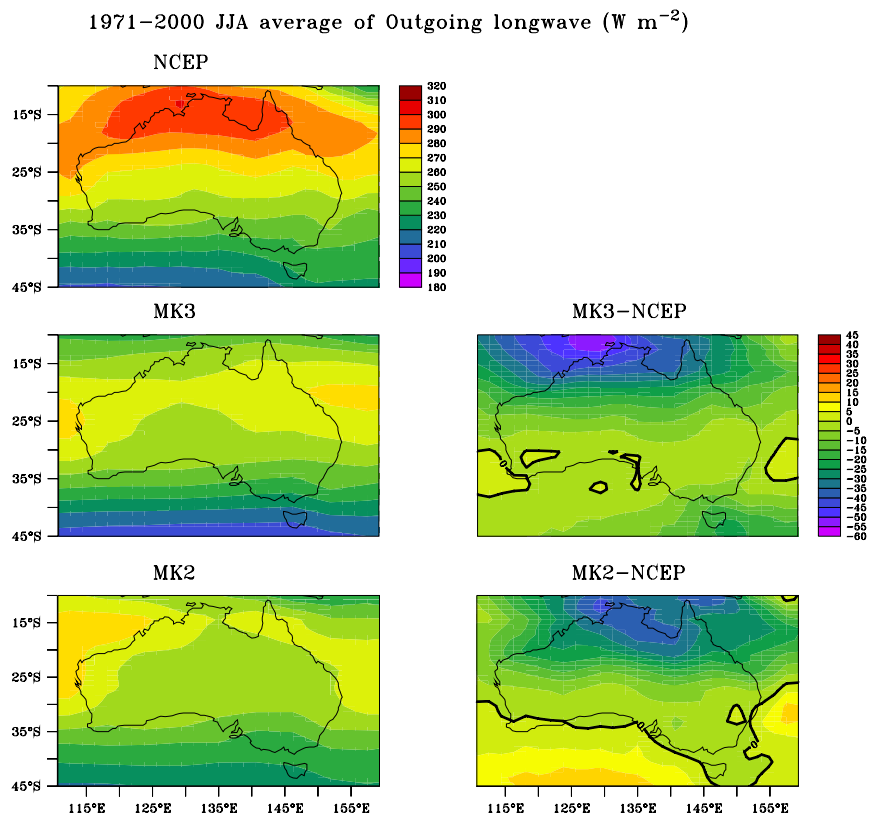 1971−2000 JJA average of Outgoing longwave (W m−2)
NCEP
15°S
25°S
35°S
45°S
320
310
300
290
280
270
260
250
240
230
220
210
200
190
180
MK3
15°S
25°S
35°S
45°S
MK3−NCEP
0
45
40
35
30
25
20
15
10
5
0
−5
−10
−15
−20
−25
−30
−35
−40
−45
−50
−55
−60
MK2
15°S
25°S
35°S
45°S
115°E 125°E 135°E 145°E 155°E
MK2−NCEP
0
0
115°E 125°E 135°E 145°E 155°E